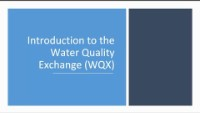 Introduction to the
Water Quality
Exchange (WQX)